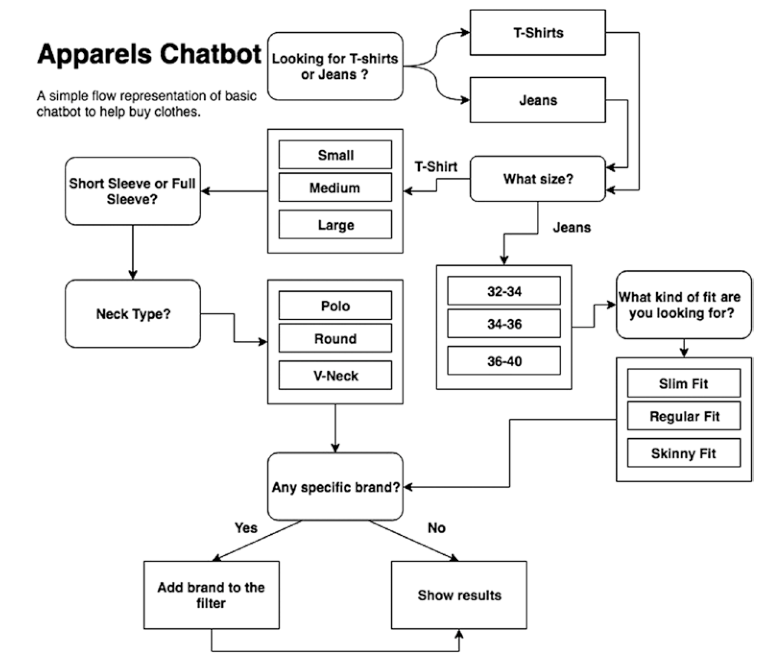 Apparels Chatbot
A simple flow representation of basic
chatbot to help buy clothes.
Looking for T-shirts
or Jeans ?
T-Shirts
Jeans
What size?
T-Shirt
Small
Medium
Large
Short Sleeve or Full
Sleeve?
Jeans
32-34
34-36
36-40
What kind of fit are
you looking for?
Neck Type?
Polo
Round
V-Neck
Slim Fit
Regular Fit
Skinny Fit
Any specific brand?
Yes
No
Add brand to the
filter
Show results